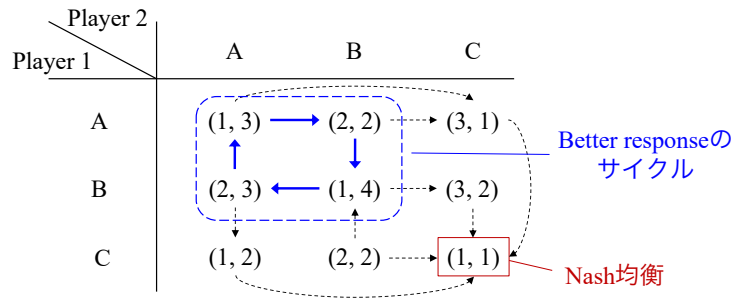 Player 2
Player 1
A B C
A (1, 3) (2, 2) (3, 1)
Better responseの
サイクル
B (2, 3) (1, 4) (3, 2)
C (1, 2) (2, 2) (1, 1)
Nash均衡